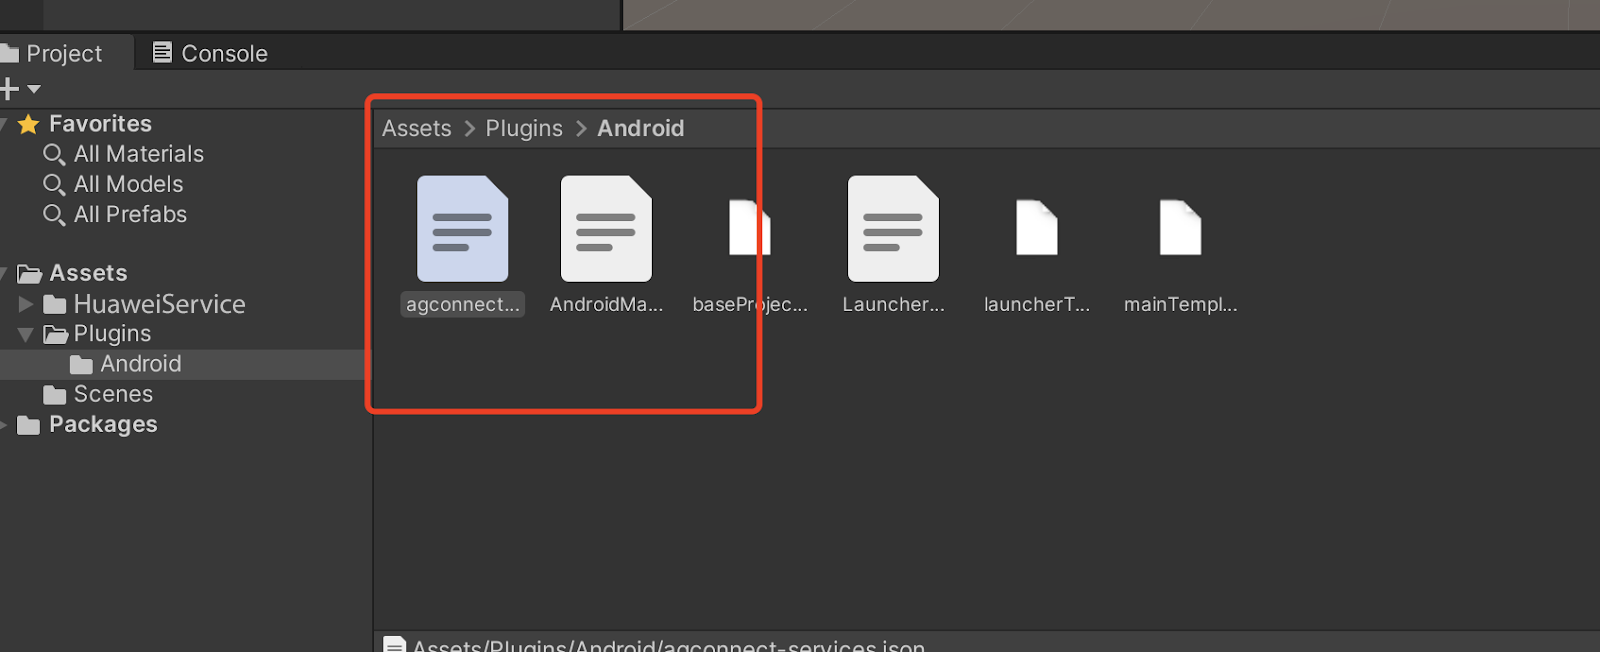 Project
Console
Favorites
All Materials
All Models
All Prefabs
Assets
HuaweiService
Plugins
Android
Scenes
Packages
Assets > Plugins > Android
agconnect...
AndroidMa...
baseProjec...
Launcher...
launcherT...
mainTempl...
Assets/Plugins/Android/agconnect-services.json